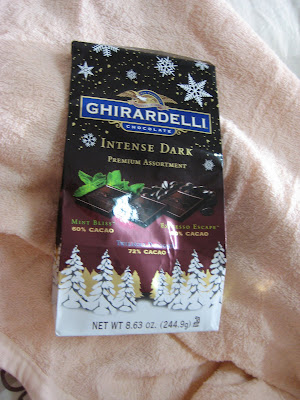 GHIRARDELLI
CHOCOLATE
INTENSE DARK
PREMIUM ASSORTMENT
MINT BLISS
60% CACAO
ESPRESSO ESCAPE
CACAO
72% CACAO
NET WT 8.63 oz. (244.9g)